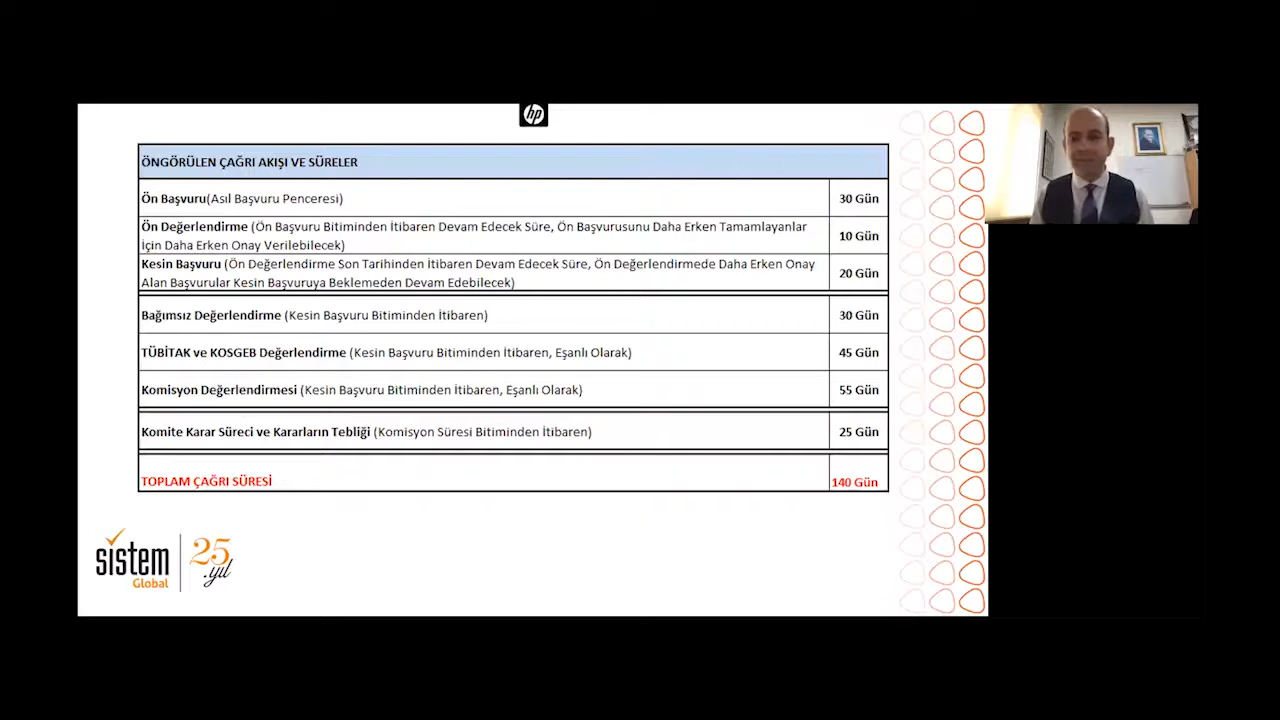 hp
ÖNGÖRÜLEN ÇAĞRI AKIŞI VE SÜRELER
Ön Başvuru(Asıl Başvuru Penceresi) 30 Gün
Ön Değerlendirme (Ön Başvuru Bitiminden İtibaren Devam Edecek Süre, Ön Başvurusunu Daha Erken Tamamlayanlar
İçin Daha Erken Onay Verilebilecek) 10 Gün
Kesin Başvuru (Ön Değerlendirme Son Tarihinden İtibaren Devam Edecek Süre, Ön Değerlendirmede Daha Erken Onay
Alan Başvurular Kesin Başvuruya Beklemeden Devam Edebilecek) 20 Gün
Bağımsız Değerlendirme (Kesin Başvuru Bitiminden İtibaren) 30 Gün
TÜBİTAK ve KOSGEB Değerlendirme (Kesin Başvuru Bitiminden İtibaren, Eşanlı Olarak) 45 Gün
Komisyon Değerlendirmesi (Kesin Başvuru Bitiminden İtibaren, Eşanlı Olarak) 55 Gün
Komite Karar Süreci ve Kararların Tebliği (Komisyon Süresi Bitiminden İtibaren) 25 Gün
TOPLAM ÇAĞRI SÜRESİ 140 Gün
sistem
Global
25
.yıl